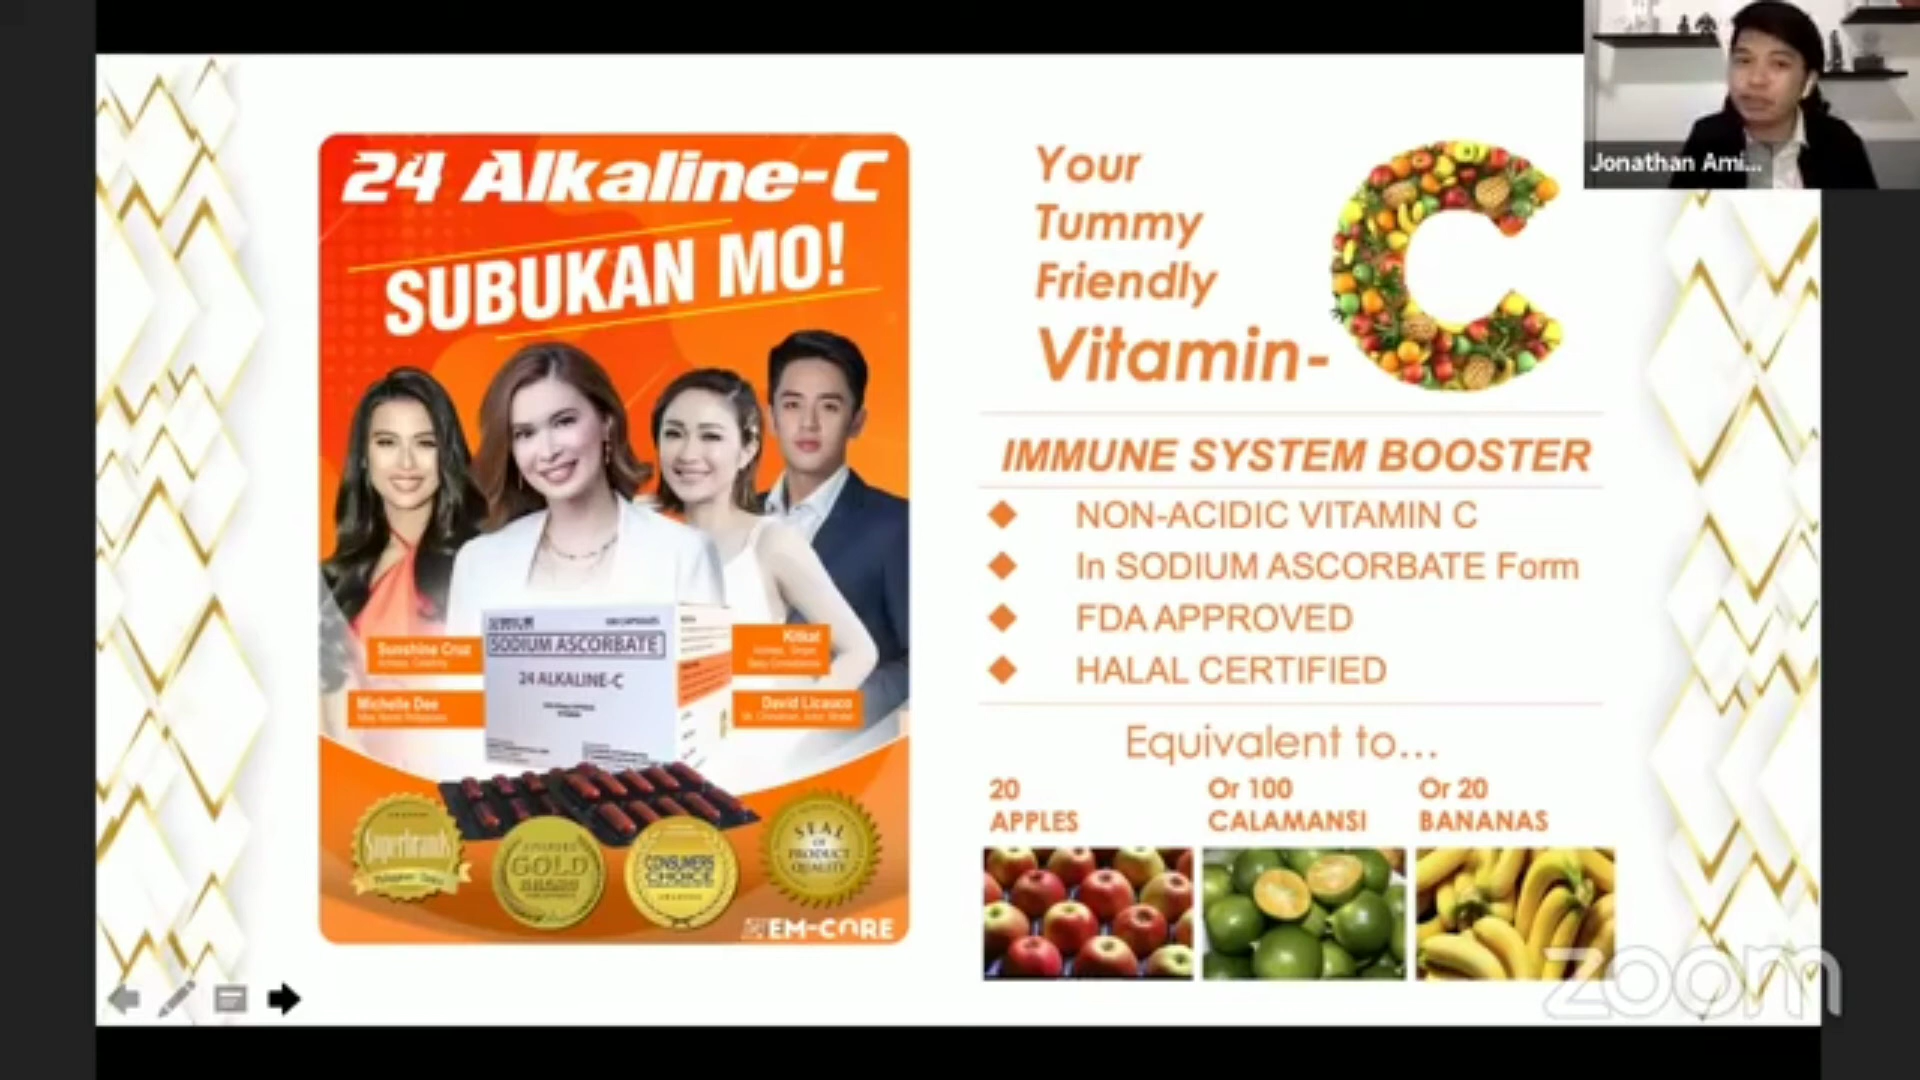 24 Alkaline-C
SUBUKAN MO!
Sunshine Cruz
Michelle Dee
Kitkat
David Licauco
SODIUM ASCORBATE
24 ALKALINE-C
Superbrands
GOLD
CONSUMERS
CHOICE
SEAL
OF
PRODUCT
QUALITY
EM-CORE
Your
Tummy
Friendly
Vitamin-C
IMMUNE SYSTEM BOOSTER
NON-ACIDIC VITAMIN C
In SODIUM ASCORBATE Form
FDA APPROVED
HALAL CERTIFIED
Equivalent to...
20
APPLES
Or 100
CALAMANSI
Or 20
BANANAS
Jonathan Ami...
zoom